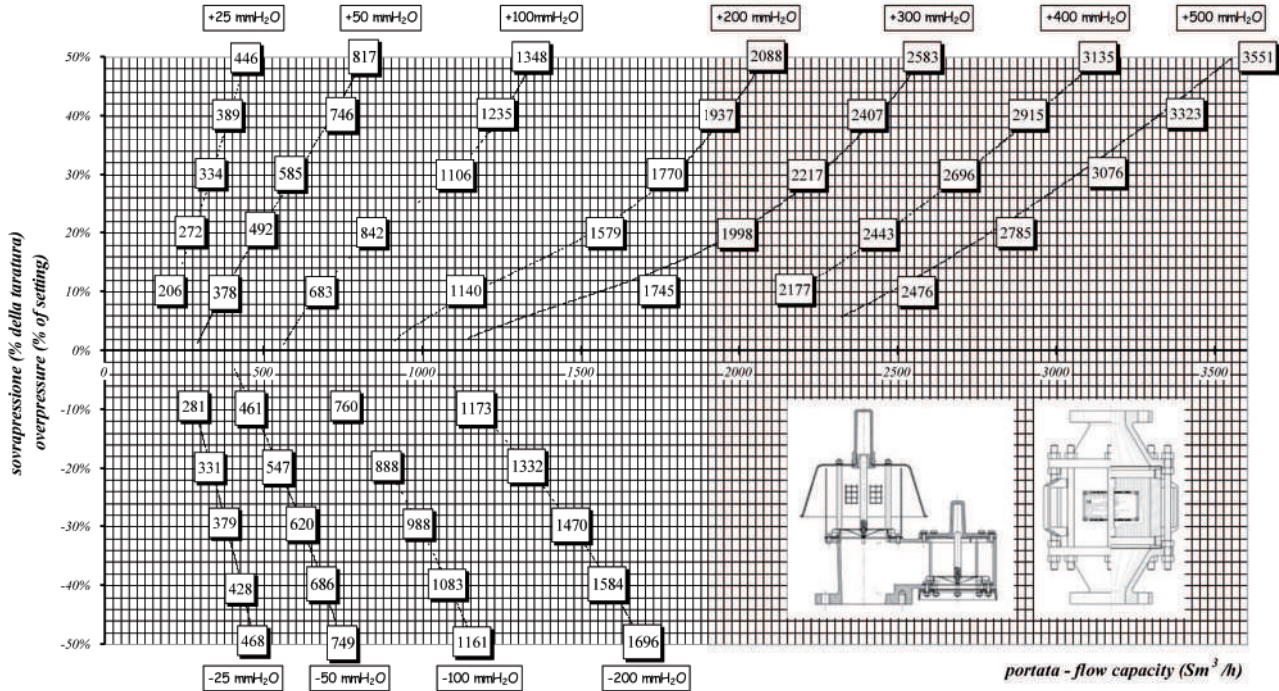 +25 mmH₂O +50 mmH₂O +100mmH₂O +200 mmH₂O +300 mmH₂O +400 mmH₂O +500 mmH₂O
50% 446 817 1348 2088 2583 3135 3551
40% 389 746 1235 1937 2407 2915 3323
30% 334 585 1106 1770 2217 2696 3076
20% 272 492 842 1579 1998 2443 2785
10% 206 378 683 1140 1745 2177 2476
0%
0 500 1000 1500 2000 2500 3000 3500
-10% 281 461 760 1173
-20% 331 547 888 1332
-30% 379 620 988 1470
-40% 428 686 1083 1584
-50% 468 749 1161 1696
-25 mmH₂O -50 mmH₂O -100 mmH₂O -200 mmH₂O
sovrapressione (% della taratura)
overpressure (% of setting)
portata - flow capacity (Sm³/h)